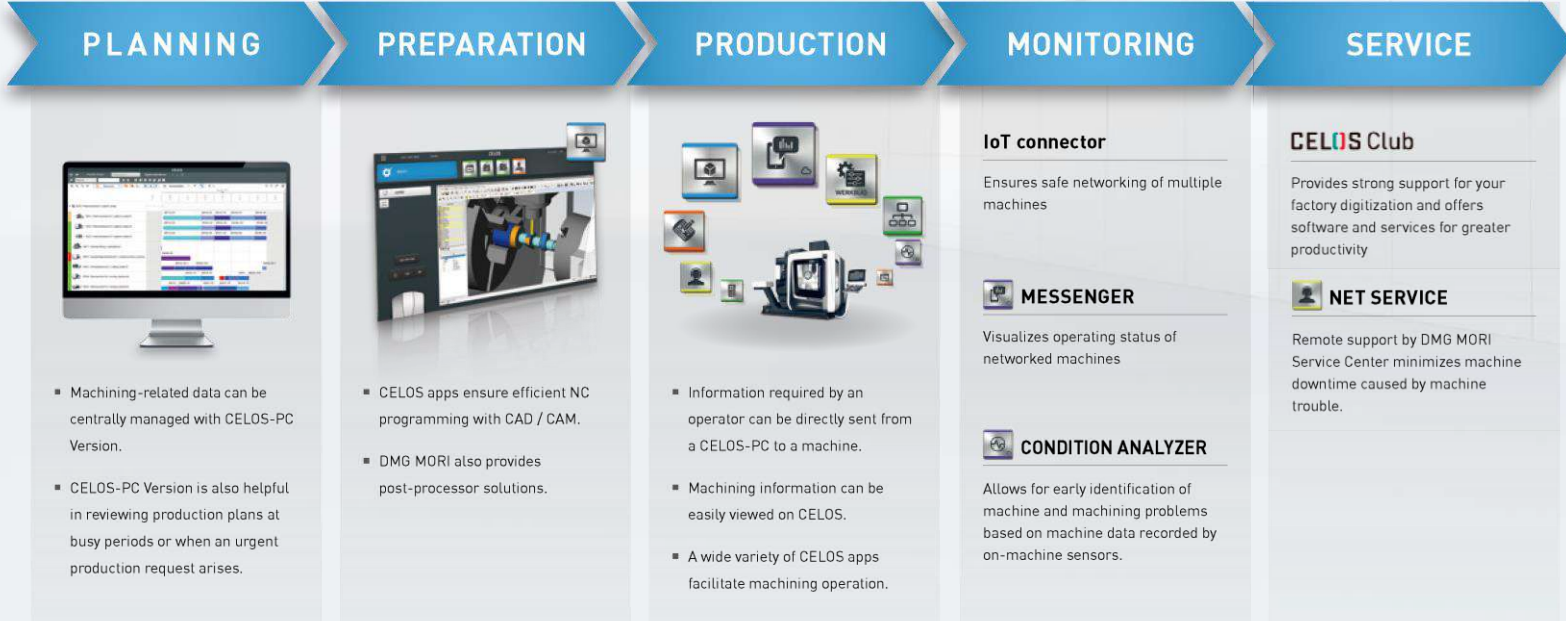 PLANNING
PREPARATION
PRODUCTION
MONITORING
SERVICE
▪ Machining-related data can be
centrally managed with CELOS-PC
Version.
▪ CELOS-PC Version is also helpful
in reviewing production plans at
busy periods or when an urgent
production request arises.
CELOS
▪ CELOS apps ensure efficient NC
programming with CAD / CAM.
▪ DMG MORI also provides
post-processor solutions.
▪ Information required by an
operator can be directly sent from
a CELOS-PC to a machine.
▪ Machining information can be
easily viewed on CELOS.
▪ A wide variety of CELOS apps
facilitate machining operation.
IoT connector
Ensures safe networking of multiple
machines
MESSENGER
Visualizes operating status of
networked machines
CONDITION ANALYZER
Allows for early identification of
machine and machining problems
based on machine data recorded by
on-machine sensors.
CELOS Club
Provides strong support for your
factory digitization and offers
software and services for greater
productivity
NET SERVICE
Remote support by DMG MORI
Service Center minimizes machine
downtime caused by machine
trouble.